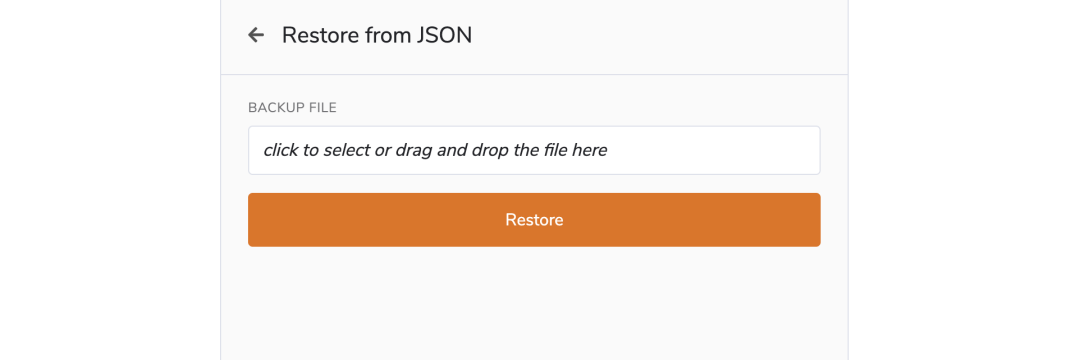 Restore from JSON
BACKUP FILE
click to select or drag and drop the file here
Restore